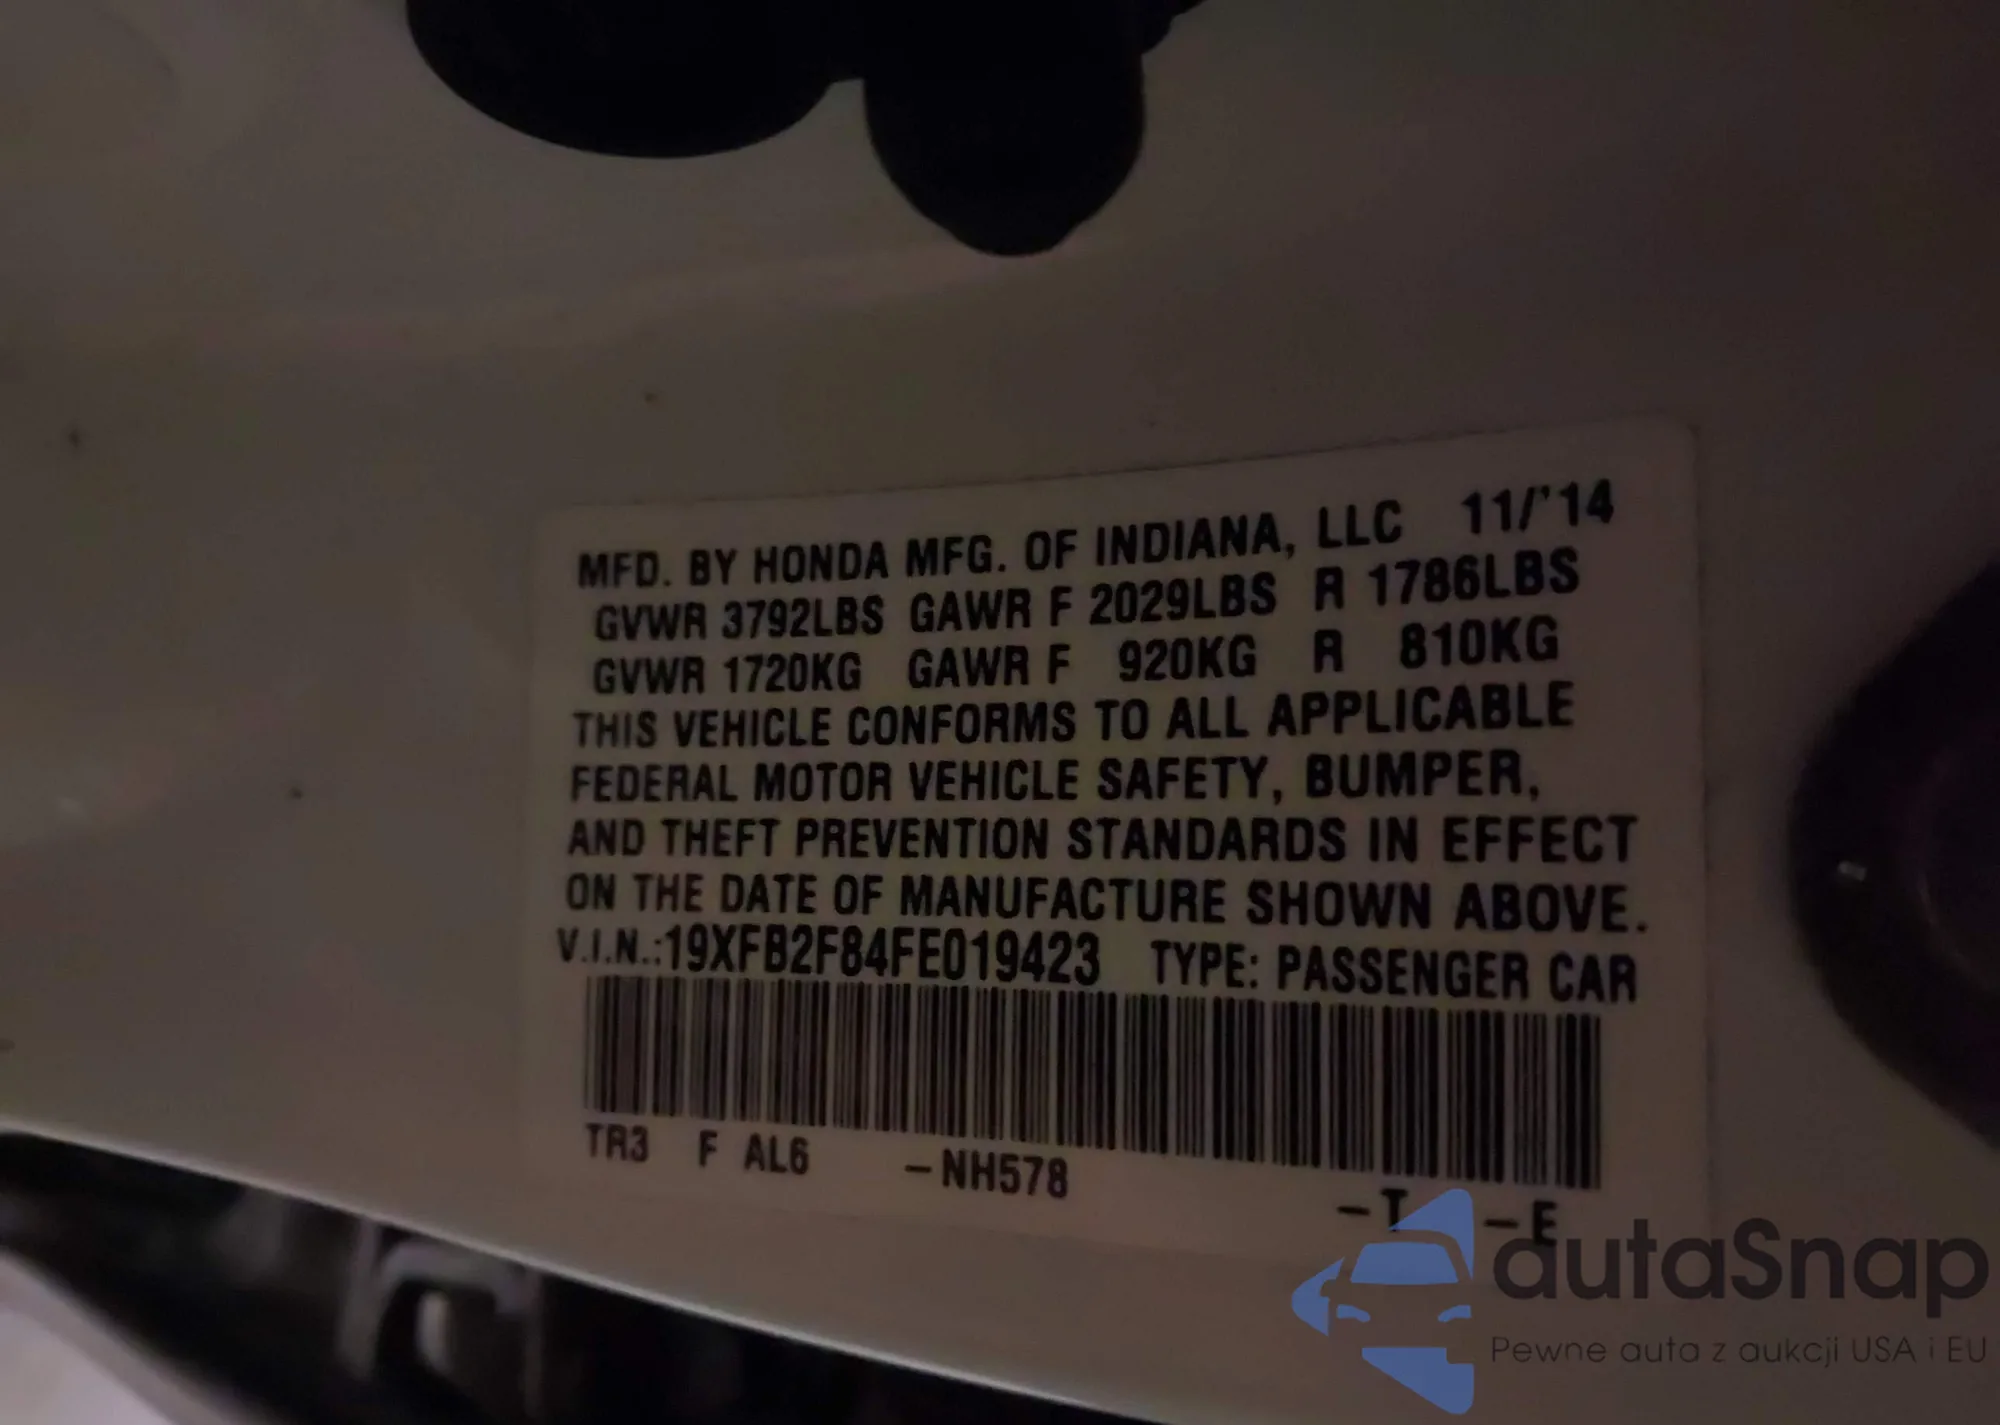 MFD. BY HONDA MFG. OF INDIANA, LLC 11/'14
GVWR 3792LBS GAWR F 2029LBS R 1786LBS
GVWR 1720KG GAWR F 920KG R 810KG
THIS VEHICLE CONFORMS TO ALL APPLICABLE
FEDERAL MOTOR VEHICLE SAFETY, BUMPER,
AND THEFT PREVENTION STANDARDS IN EFFECT
ON THE DATE OF MANUFACTURE SHOWN ABOVE.
V.I.N.:19XFB2F84FE019423 TYPE: PASSENGER CAR
TR3 F AL6 –NH578 –T –E
autaSnap
Pewne auta z aukcji USA i EU